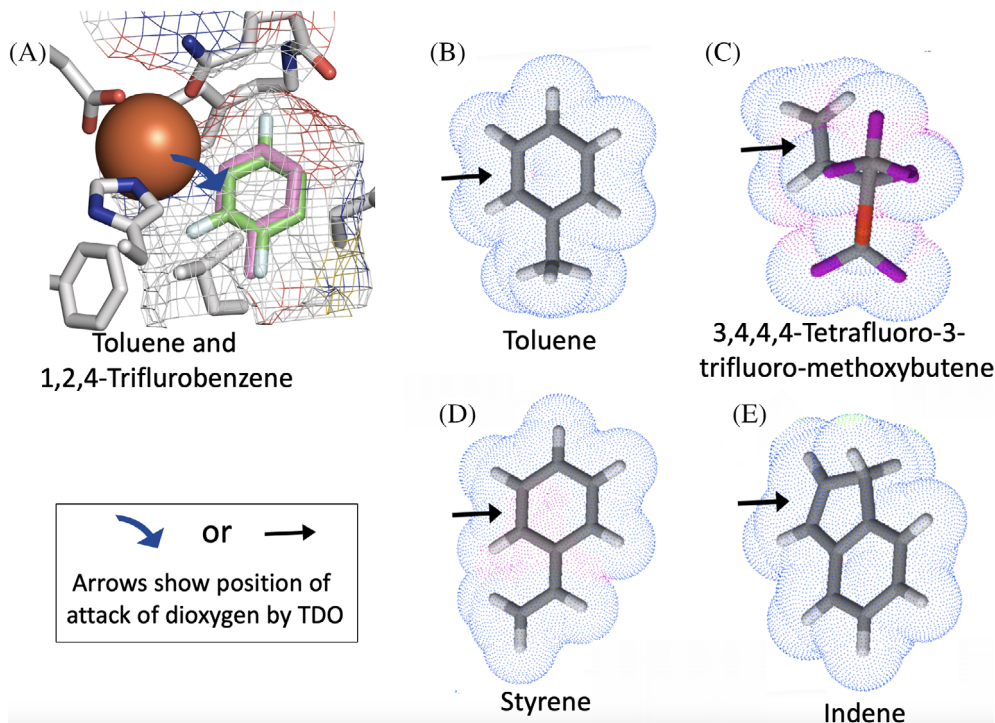 (A)
(B)
(C)
Toluene and
1,2,4-Triflurobenzene
Toluene
3,4,4,4-Tetrafluoro-3-
trifluoro-methoxybutene
(D)
(E)
or
Arrows show position of
attack of dioxygen by TDO
Styrene
Indene